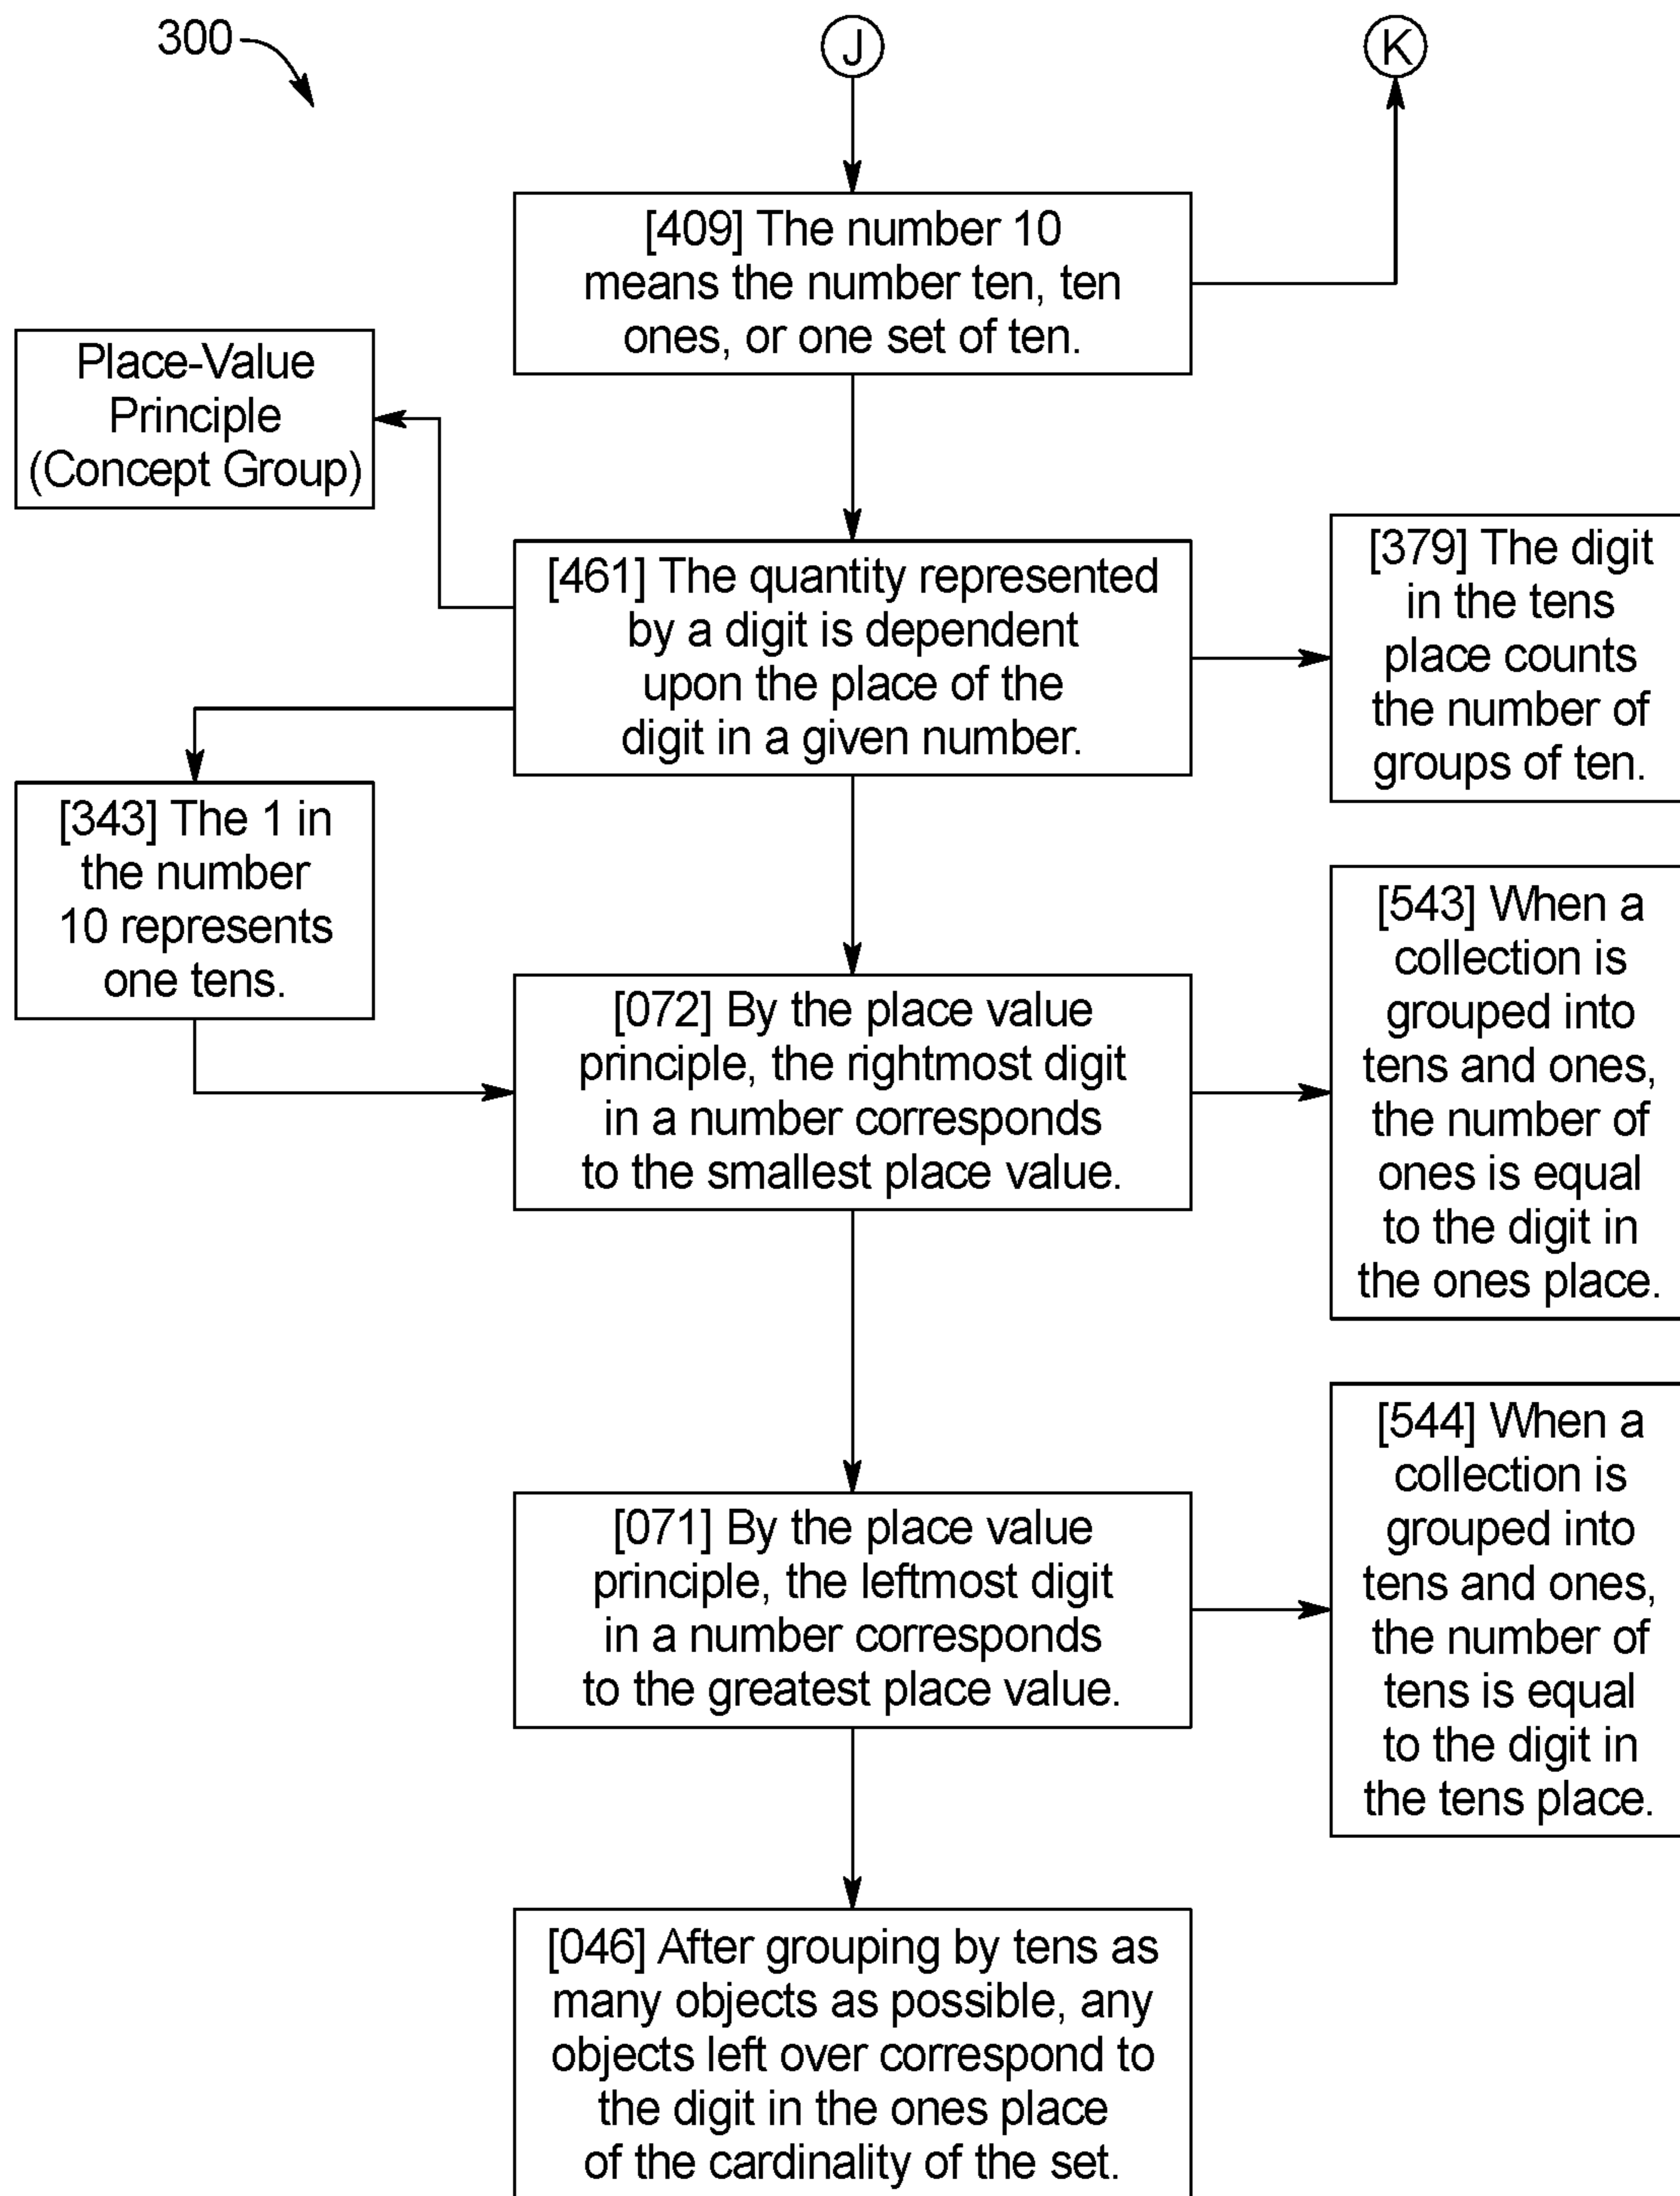 300
J
K
[409] The number 10
means the number ten, ten
ones, or one set of ten.
Place-Value
Principle
(Concept Group)
[461] The quantity represented
by a digit is dependent
upon the place of the
digit in a given number.
[379] The digit
in the tens
place counts
the number of
groups of ten.
[343] The 1 in
the number
10 represents
one tens.
[072] By the place value
principle, the rightmost digit
in a number corresponds
to the smallest place value.
[543] When a
collection is
grouped into
tens and ones,
the number of
ones is equal
to the digit in
the ones place.
[071] By the place value
principle, the leftmost digit
in a number corresponds
to the greatest place value.
[544] When a
collection is
grouped into
tens and ones,
the number of
tens is equal
to the digit in
the tens place.
[046] After grouping by tens as
many objects as possible, any
objects left over correspond to
the digit in the ones place
of the cardinality of the set.